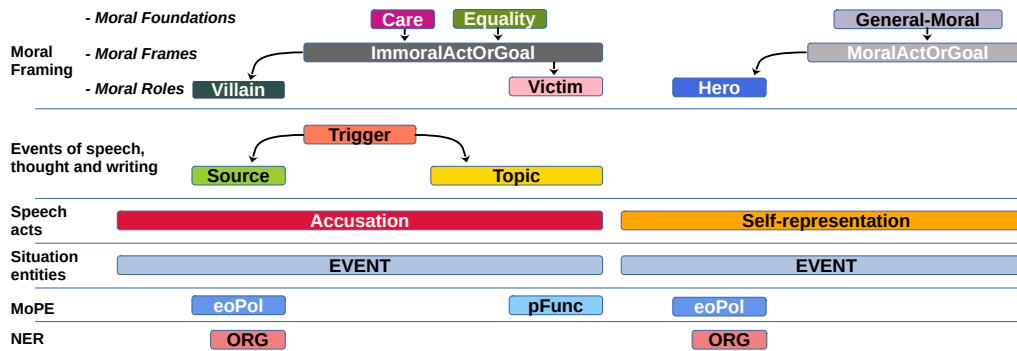 - Moral Foundations
Care
Equality
General-Moral
Moral
Framing
- Moral Frames
ImmoralActOrGoal
MoralActOrGoal
- Moral Roles
Villain
Victim
Hero
Events of speech,
thought and writing
Trigger
Source
Topic
Speech
acts
Accusation
Self-representation
Situation
entities
EVENT
EVENT
MoPE
eoPol
pFunc
eoPol
NER
ORG
ORG